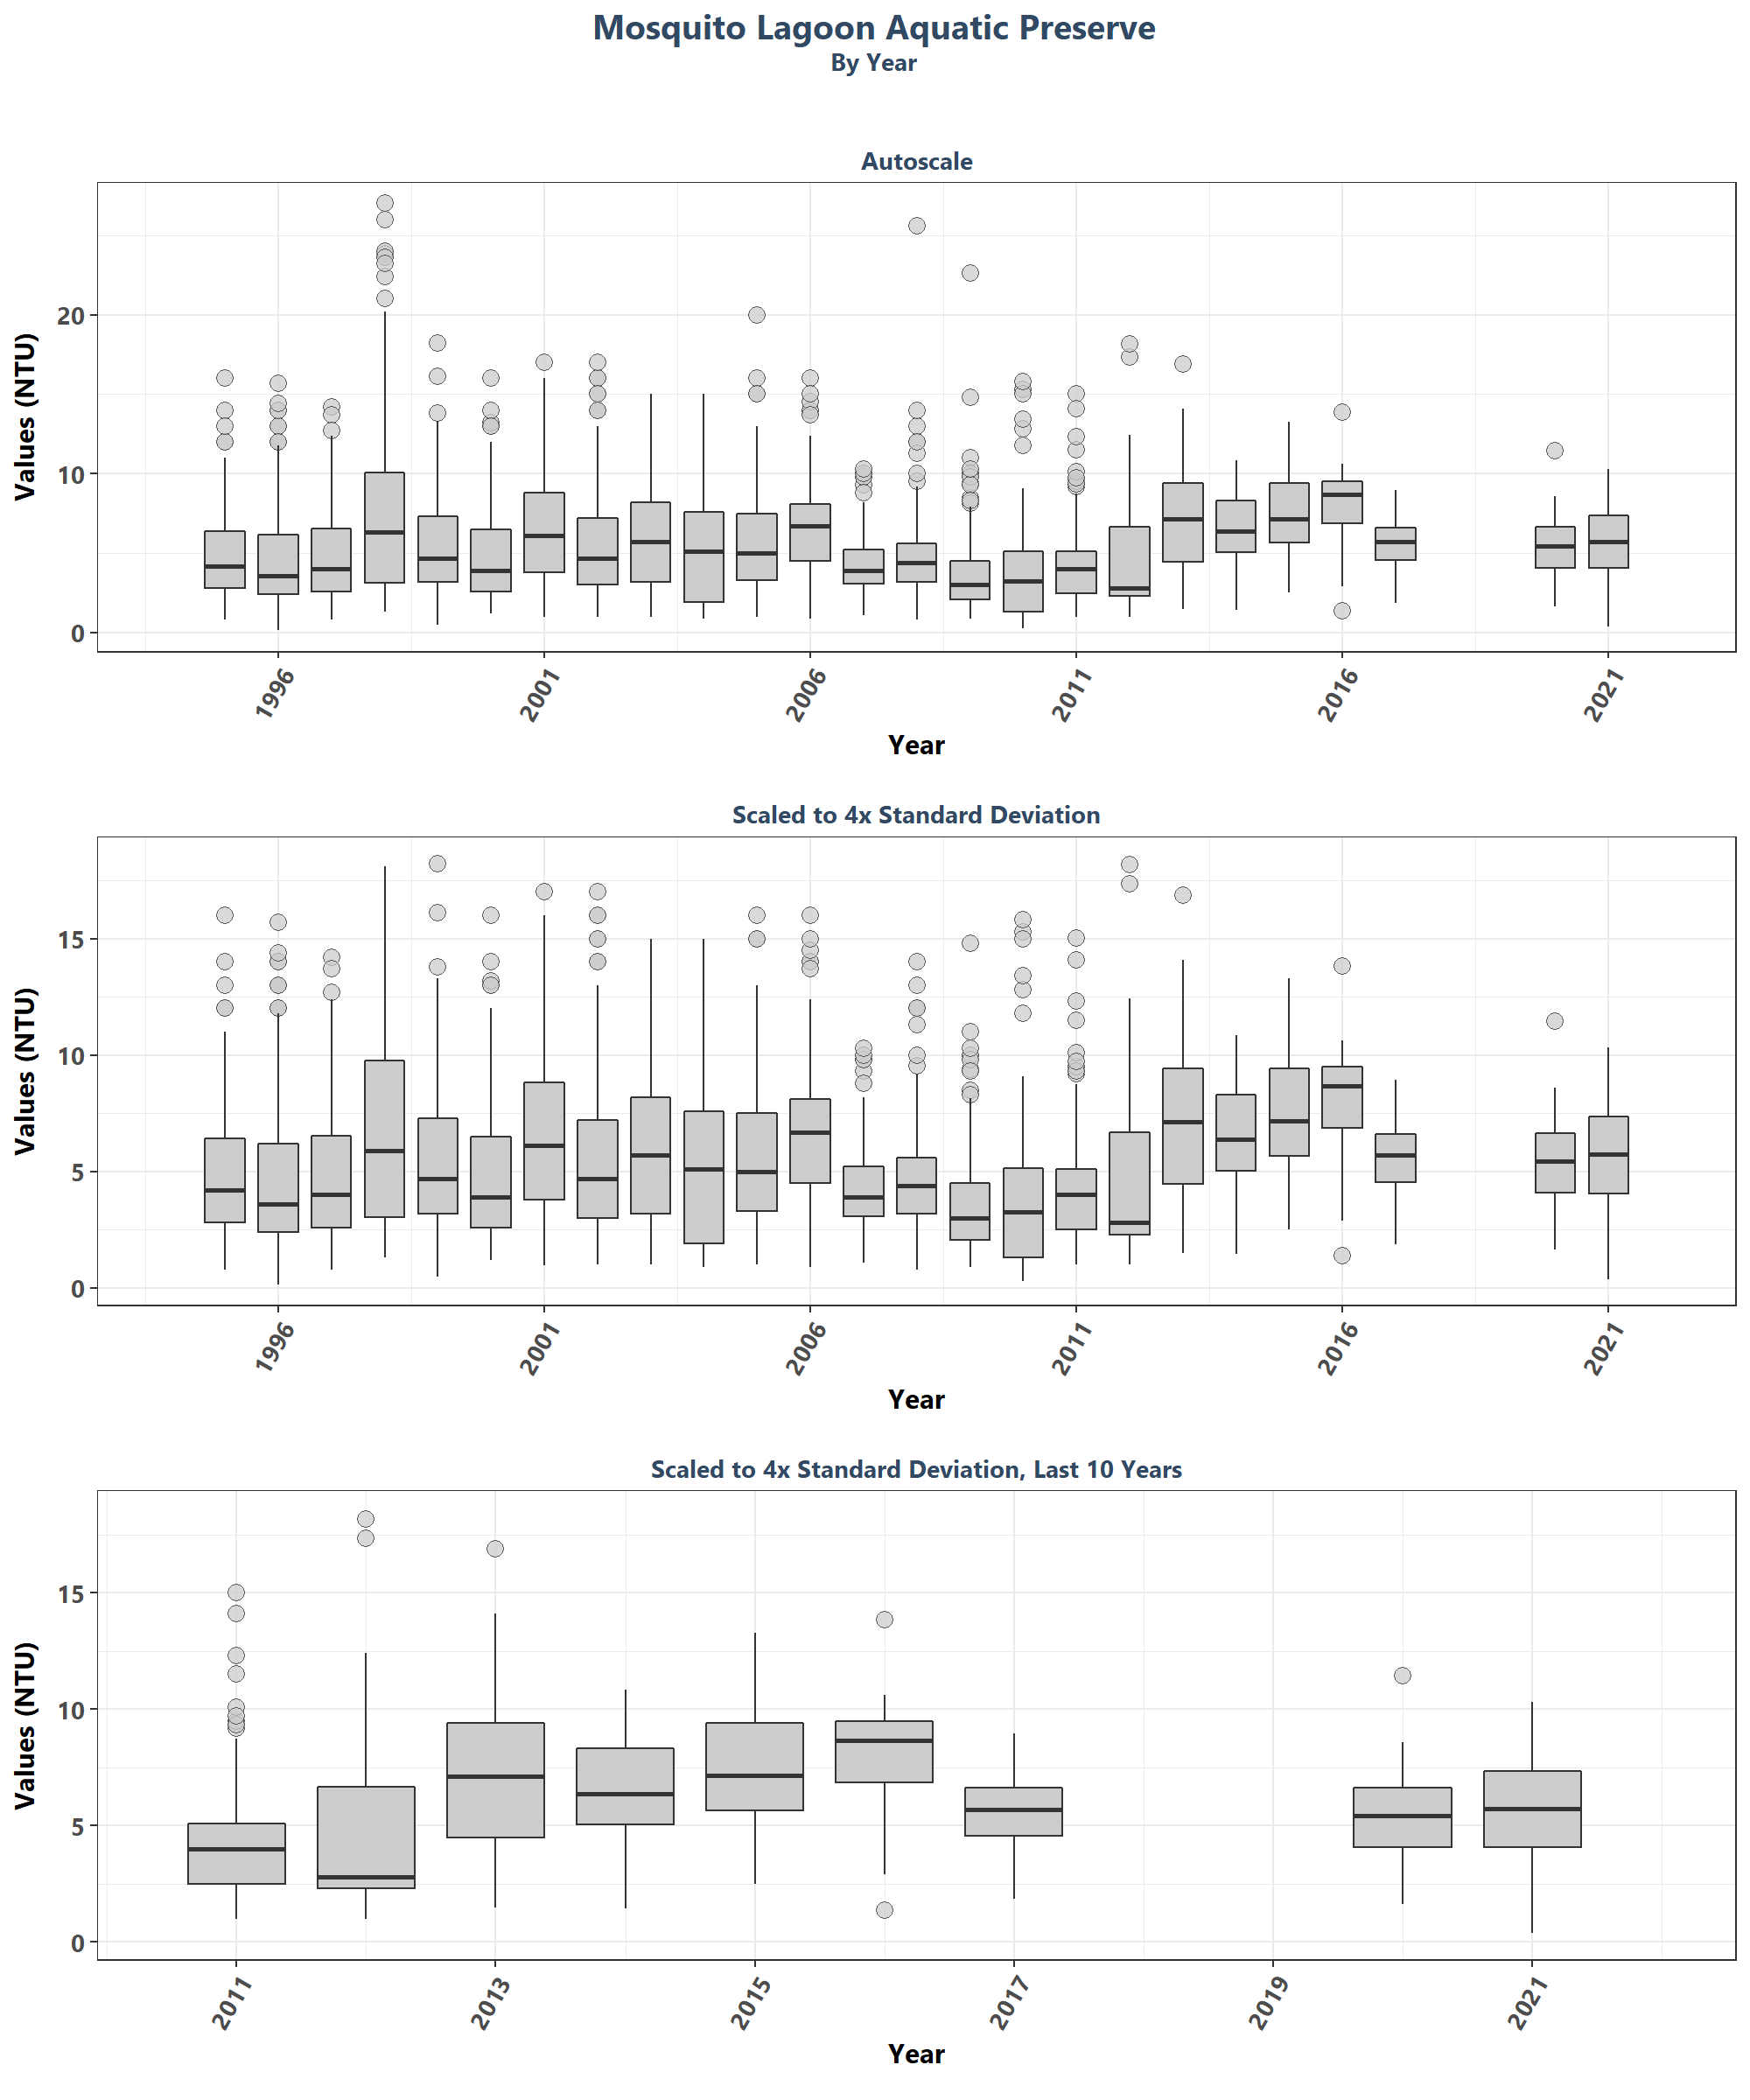 Mosquito Lagoon Aquatic Preserve
By Year
Autoscale
Values (NTU)
20
10
0
1996
2001
2006
2011
2016
2021
Year
Scaled to 4x Standard Deviation
Values (NTU)
15
10
5
0
1996
2001
2006
2011
2016
2021
Year
Scaled to 4x Standard Deviation, Last 10 Years
Values (NTU)
15
10
5
0
2011
2013
2015
2017
2019
2021
Year